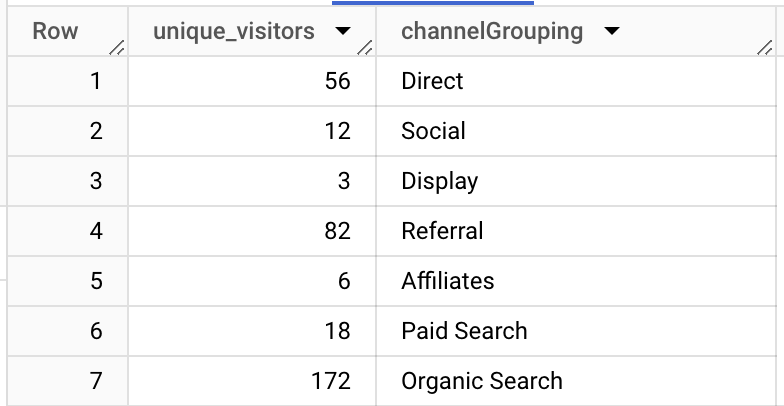 Row unique_visitors channelGrouping
1 56 Direct
2 12 Social
3 3 Display
4 82 Referral
5 6 Affiliates
6 18 Paid Search
7 172 Organic Search